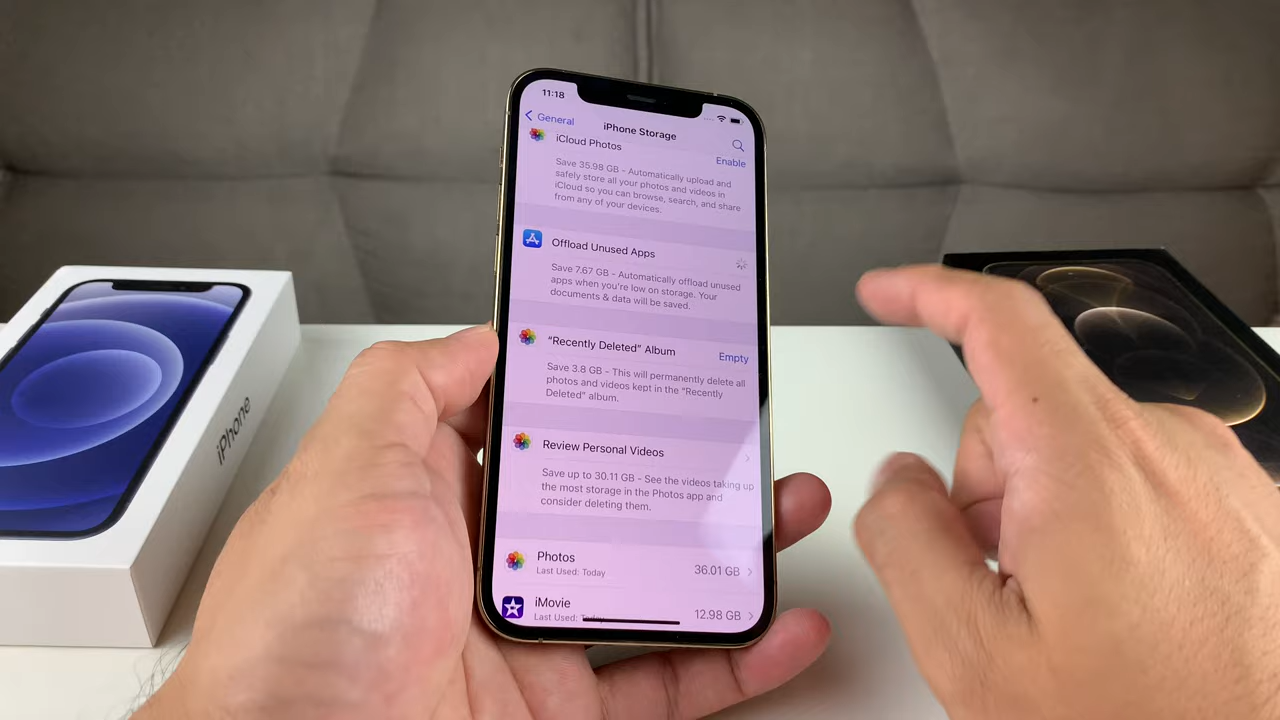 11:18
General
iPhone Storage
iCloud Photos
Enable
Save 35.98 GB - Automatically upload and
safely store all your photos and videos in
iCloud so you can browse, search, and share
from any of your devices.
Offload Unused Apps
Save 7.67 GB - Automatically offload unused
apps when you're low on storage. Your
documents & data will be saved.
“Recently Deleted” Album
Empty
Save 3.8 GB - This will permanently delete all
photos and videos kept in the “Recently
Deleted” album.
Review Personal Videos
Save up to 30.11 GB - See the videos taking up
the most storage in the Photos app and
consider deleting them.
Photos
36.01 GB
Last Used: Today
iMovie
12.98 GB
Last Used: Today
iPhone